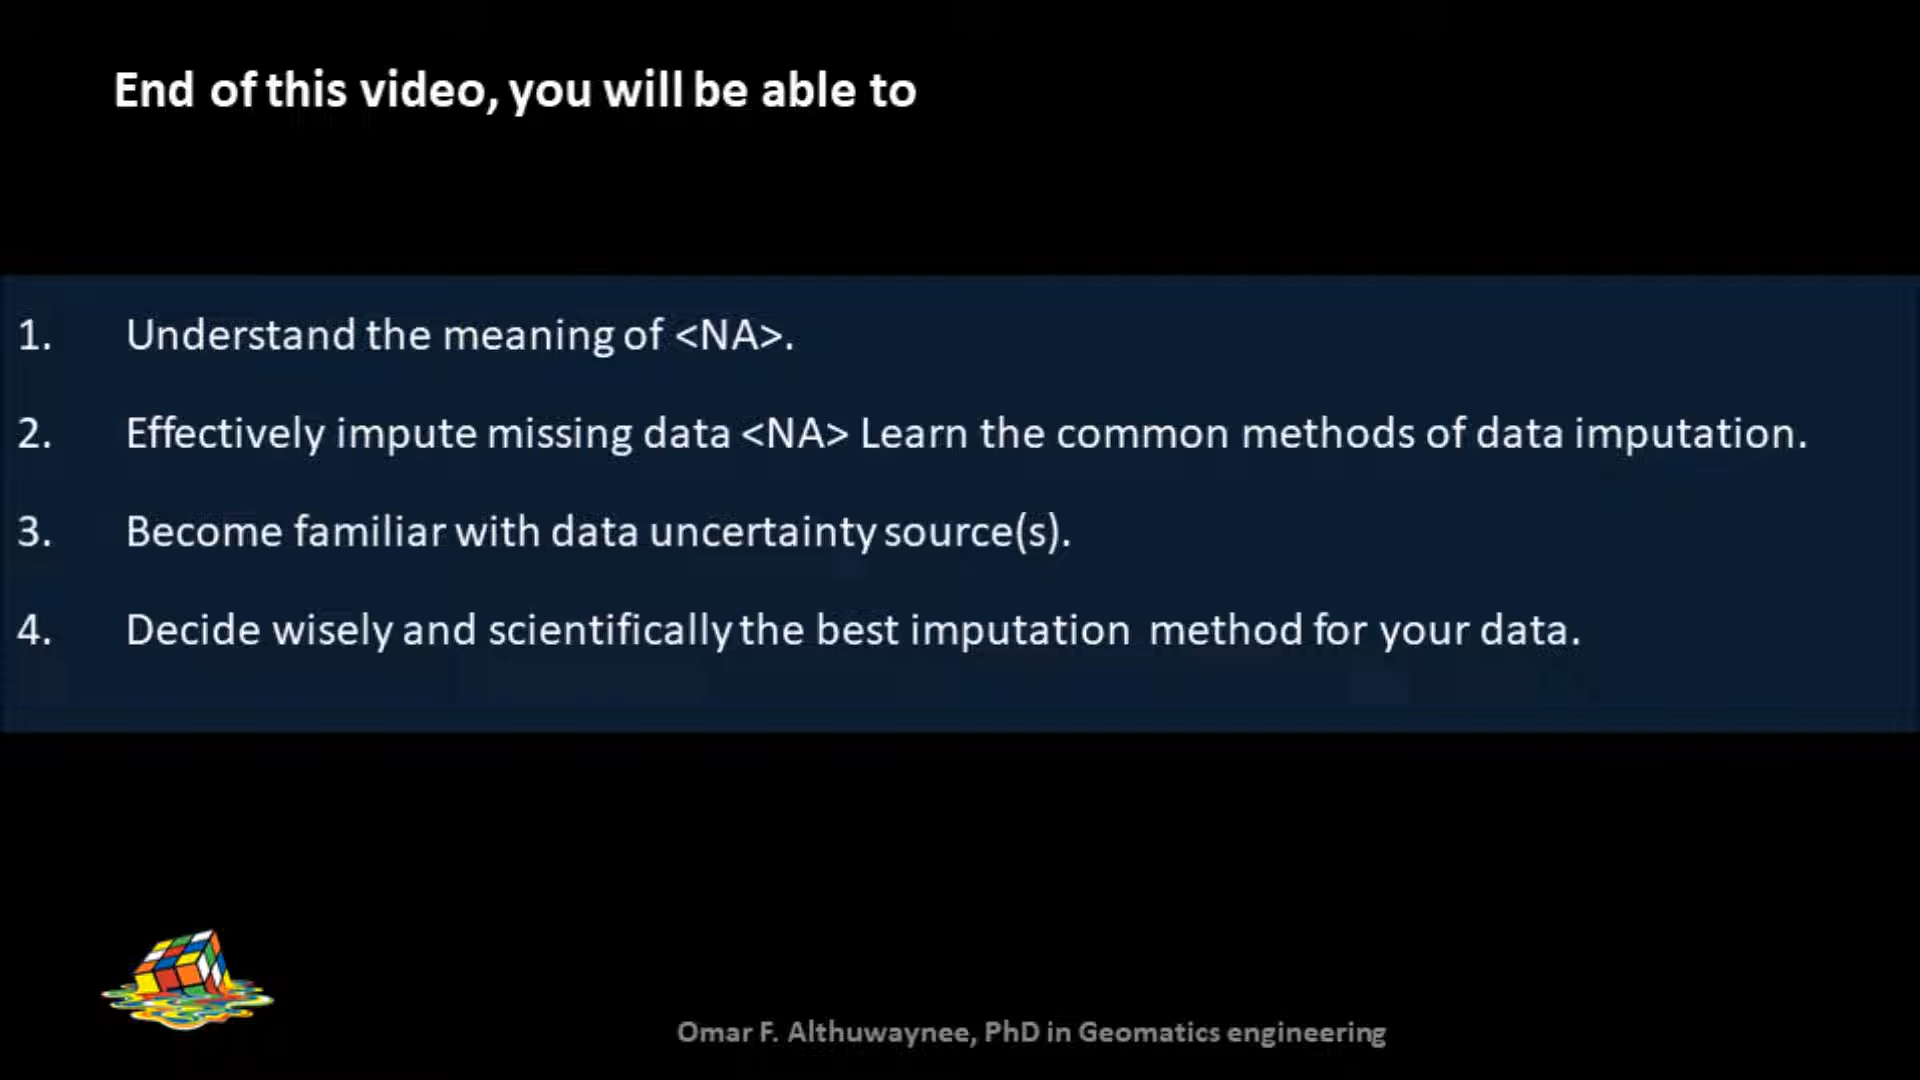 End of this video, you will be able to
1. Understand the meaning of <NA>.
2. Effectively impute missing data <NA> Learn the common methods of data imputation.
3. Become familiar with data uncertainty source(s).
4. Decide wisely and scientifically the best imputation method for your data.
Omar F. Althuwaynee, PhD in Geomatics engineering